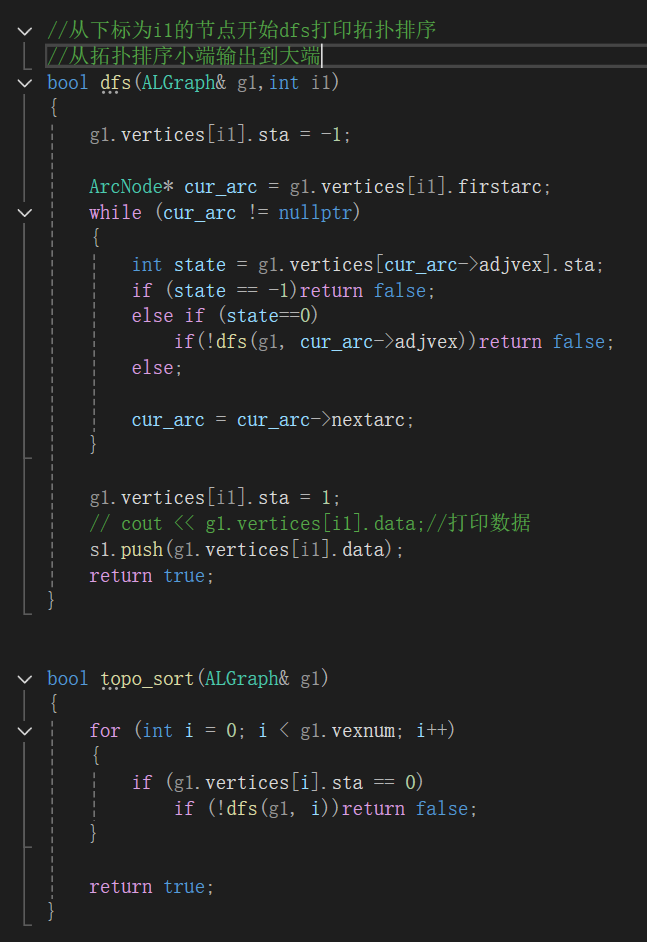 //从下标为i1的节点开始dfs打印拓扑排序
//从拓扑排序小端输出到大端
bool dfs(ALGraph& g1,int i1)
{
    g1.vertices[i1].sta = -1;
    ArcNode* cur_arc = g1.vertices[i1].firstarc;
    while (cur_arc != nullptr)
    {
        int state = g1.vertices[cur_arc->adjvex].sta;
        if (state == -1)return false;
        else if (state==0)
            if(!dfs(g1, cur_arc->adjvex))return false;
        else;
        cur_arc = cur_arc->nextarc;
    }
    g1.vertices[i1].sta = 1;
    // cout << g1.vertices[i1].data;//打印数据
    s1.push(g1.vertices[i1].data);
    return true;
}
bool topo_sort(ALGraph& g1)
{
    for (int i = 0; i < g1.vexnum; i++)
    {
        if (g1.vertices[i].sta == 0)
            if (!dfs(g1, i))return false;
    }
    return true;
}